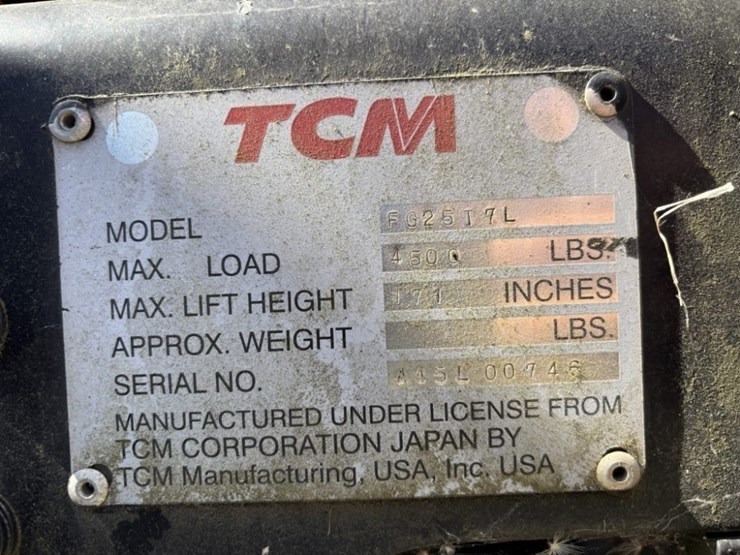 TCM
MODEL FG25T7L
MAX. LOAD 4500 LBS.
MAX. LIFT HEIGHT 171 INCHES
APPROX. WEIGHT LBS.
SERIAL NO. 00746
MANUFACTURED UNDER LICENSE FROM
TCM CORPORATION JAPAN BY
TCM Manufacturing, USA, Inc. USA